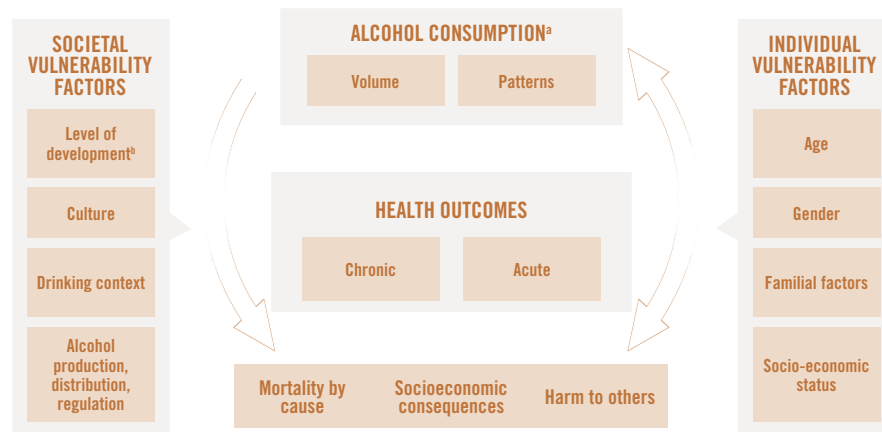 SOCIETAL
VULNERABILITY
FACTORS
Level of
developmentᵇ
Culture
Drinking context
Alcohol
production,
distribution,
regulation
ALCOHOL CONSUMPTIONᵃ
Volume
Patterns
HEALTH OUTCOMES
Chronic
Acute
Mortality by
cause
Socioeconomic
consequences
Harm to others
INDIVIDUAL
VULNERABILITY
FACTORS
Age
Gender
Familial factors
Socio-economic
status